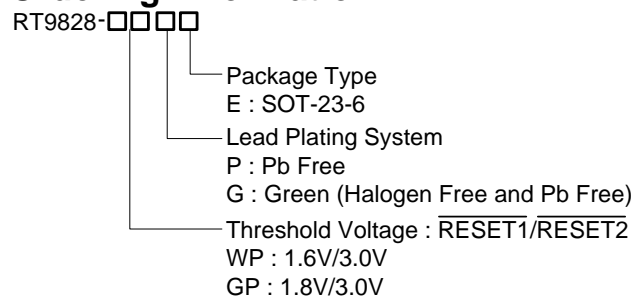 RT9828-□□□□
Package Type
E : SOT-23-6
Lead Plating System
P : Pb Free
G : Green (Halogen Free and Pb Free)
Threshold Voltage : RESET1/RESET2
WP : 1.6V/3.0V
GP : 1.8V/3.0V